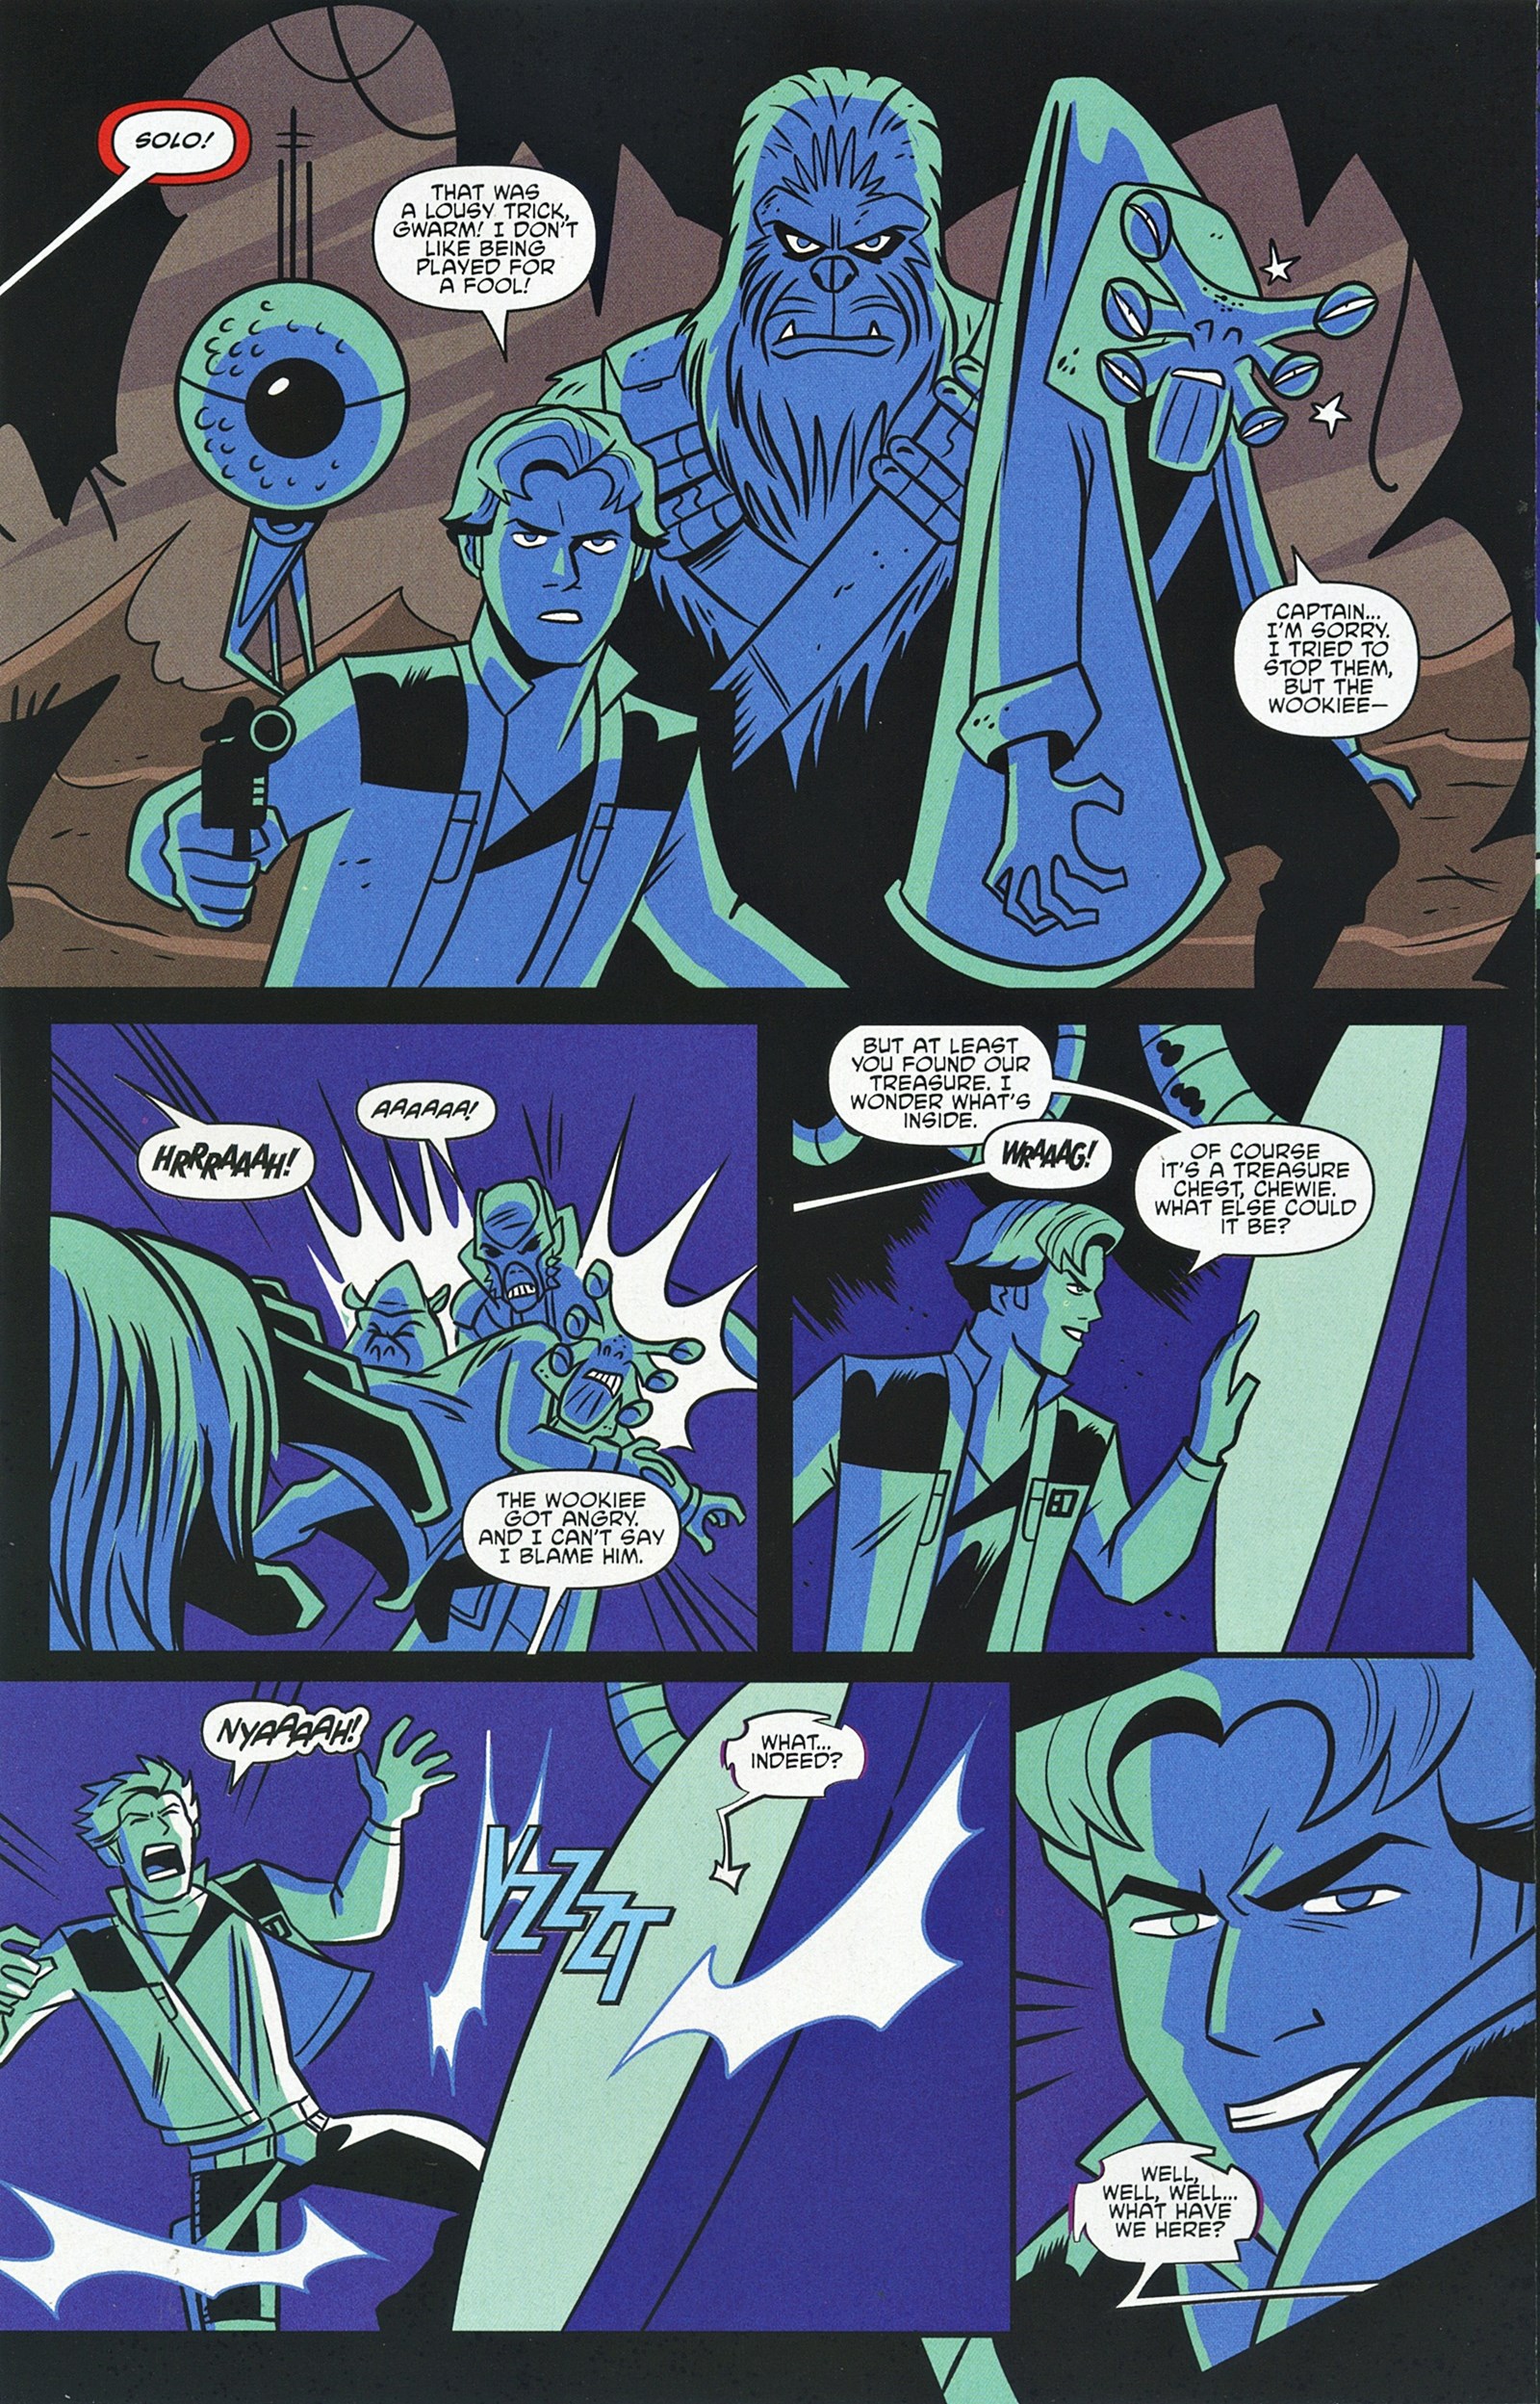 SOLO!
THAT WAS
A LOUSY TRICK,
GWARM! I DON'T
LIKE BEING
PLAYED FOR
A FOOL!
CAPTAIN...
I'M SORRY.
I TRIED TO
STOP THEM,
BUT THE
WOOKIEE—
HRRRAAAH!
AAAAAA!
THE WOOKIEE
GOT ANGRY.
AND I CAN'T SAY
I BLAME HIM.
BUT AT LEAST
YOU FOUND OUR
TREASURE. I
WONDER WHAT'S
INSIDE.
WRAAAG!
OF COURSE
IT'S A TREASURE
CHEST, CHEWIE.
WHAT ELSE COULD
IT BE?
NYAAAAAH!
VZZZZT
WHAT...
INDEED?
WELL,
WELL, WELL...
WHAT HAVE
WE HERE?